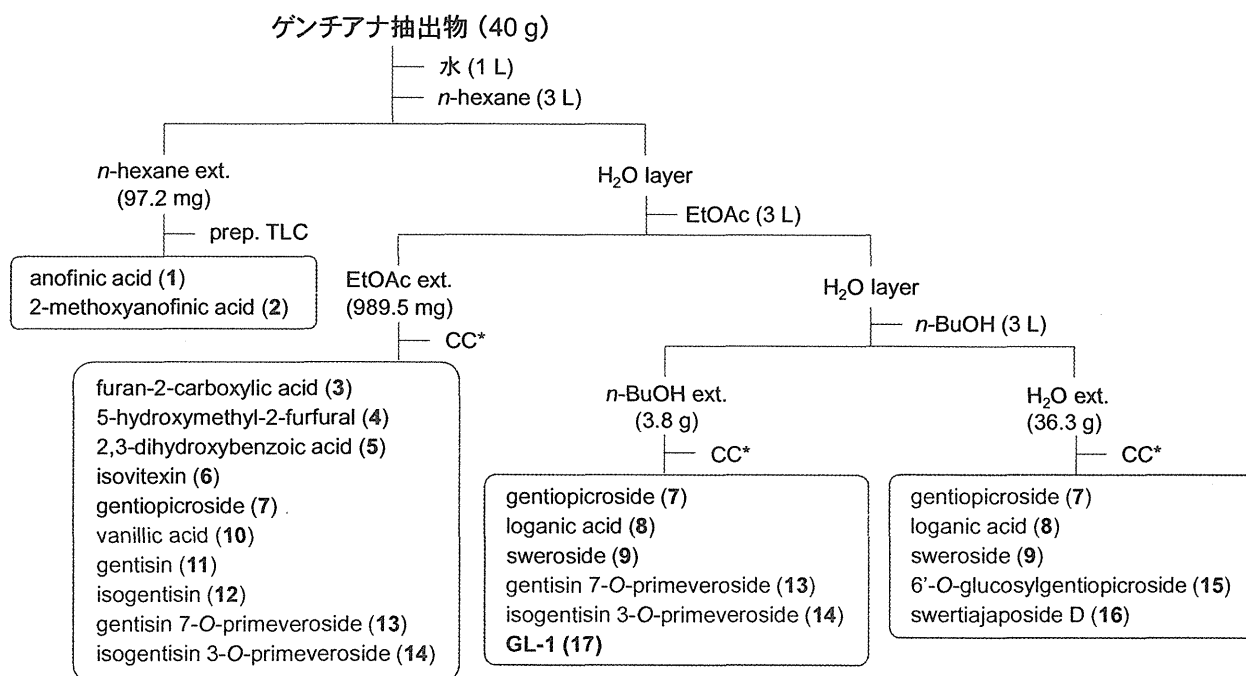 ゲンチアナ抽出物 (40 g)
水 (1 L)
n-hexane (3 L)
n-hexane ext.
(97.2 mg)
prep. TLC
anofinic acid (1)
2-methoxyanofinic acid (2)
H₂O layer
EtOAc (3 L)
EtOAc ext.
(989.5 mg)
CC*
furan-2-carboxylic acid (3)
5-hydroxymethyl-2-furfural (4)
2,3-dihydroxybenzoic acid (5)
isovitexin (6)
gentiopicroside (7)
vanillic acid (10)
gentisin (11)
isogentisin (12)
gentisin 7-O-primeveroside (13)
isogentisin 3-O-primeveroside (14)
H₂O layer
n-BuOH (3 L)
n-BuOH ext.
(3.8 g)
CC*
gentiopicroside (7)
loganic acid (8)
sweroside (9)
gentisin 7-O-primeveroside (13)
isogentisin 3-O-primeveroside (14)
GL-1 (17)
H₂O ext.
(36.3 g)
CC*
gentiopicroside (7)
loganic acid (8)
sweroside (9)
6'-O-glucosylgentiopicroside (15)
swertiajaposide D (16)